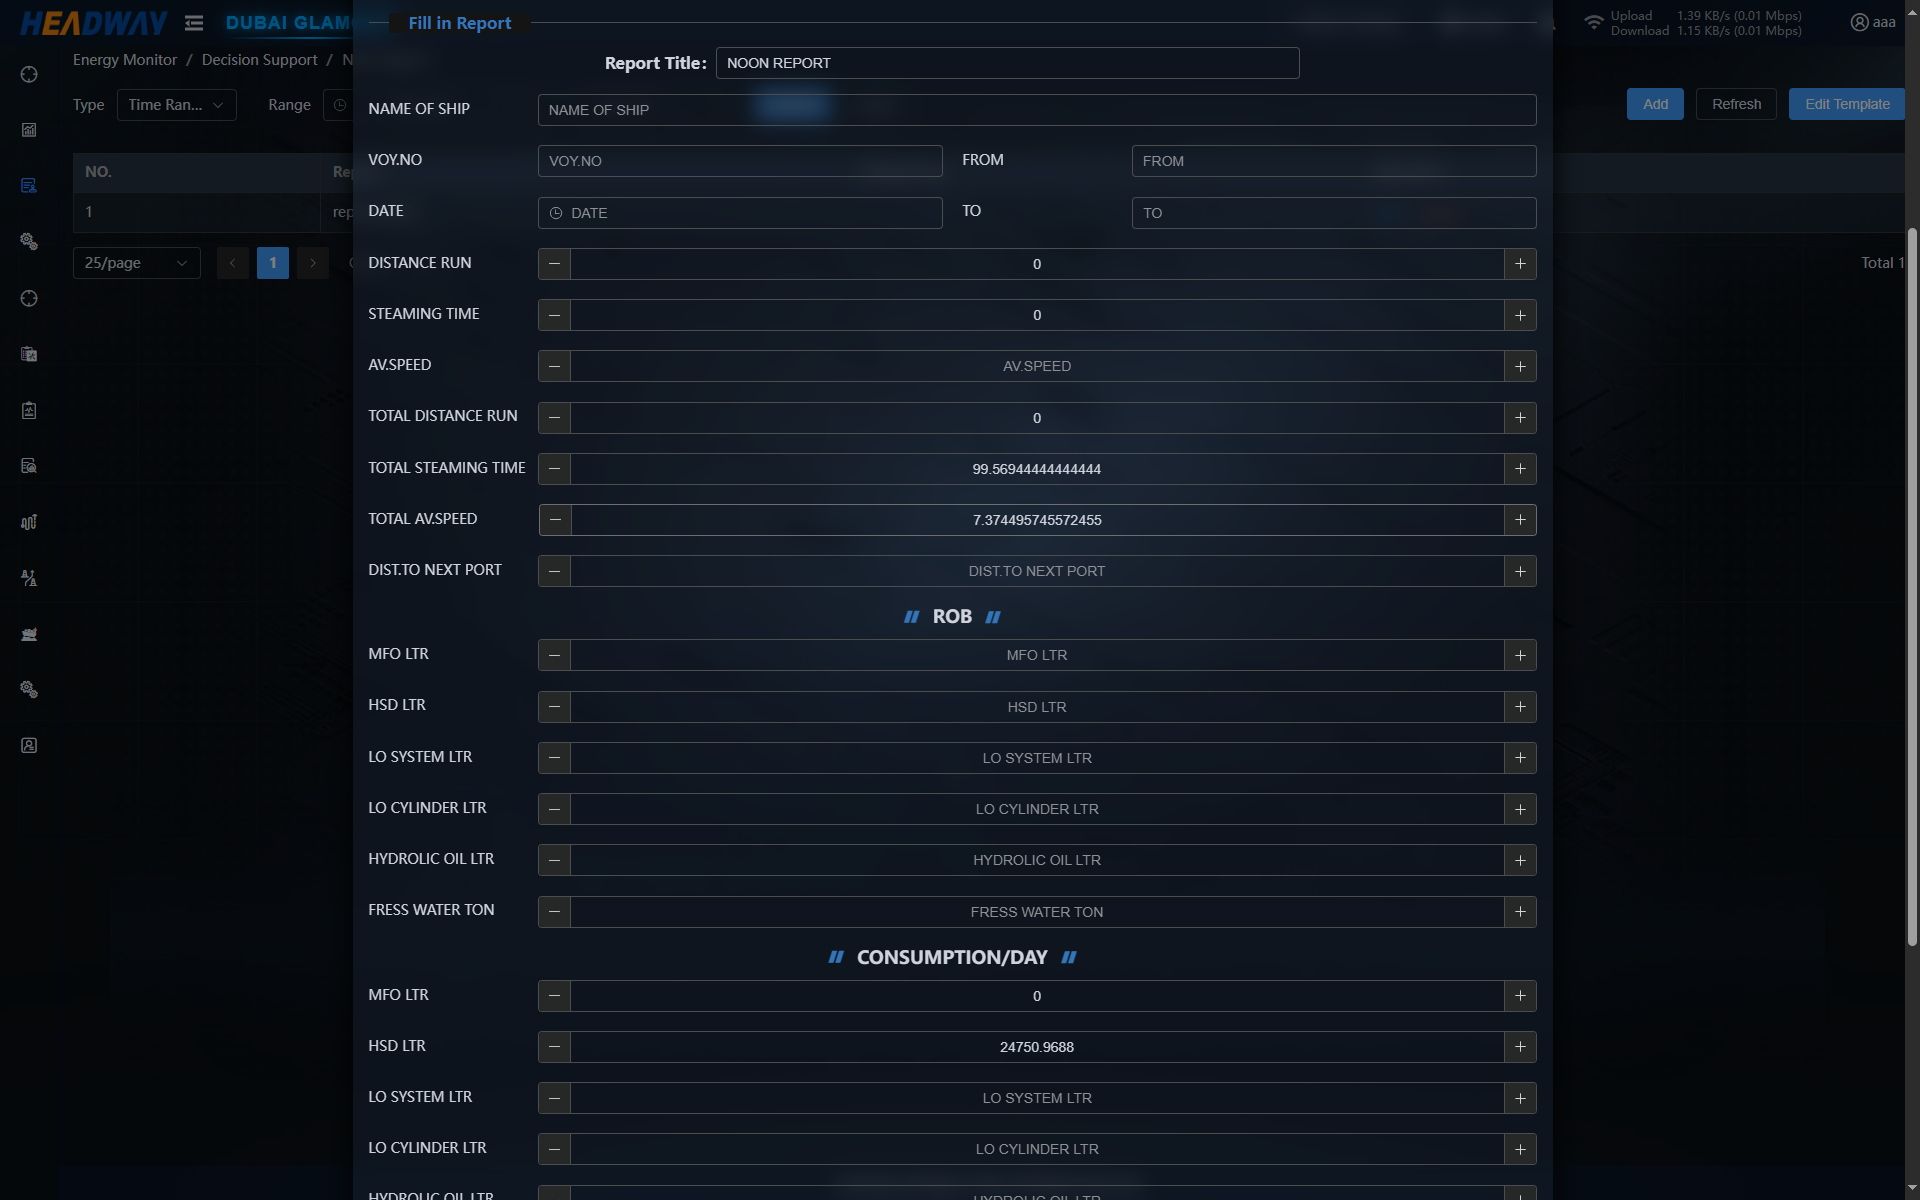 HEADWAY
DUBAI GLAM
Fill in Report
Upload 1.39 KB/s (0.01 Mbps)
Download 1.15 KB/s (0.01 Mbps)
aaa
Energy Monitor / Decision Support /
Report Title: NOON REPORT
Type Time Ran... Range
Add Refresh Edit Template
NAME OF SHIP NAME OF SHIP
VOY.NO VOY.NO FROM FROM
NO.
DATE DATE TO TO
1
DISTANCE RUN 0
25/page 1 Total 1
STEAMING TIME 0
AV.SPEED AV.SPEED
TOTAL DISTANCE RUN 0
TOTAL STEAMING TIME 99.56944444444444
TOTAL AV.SPEED 7.374495745572455
DIST.TO NEXT PORT DIST.TO NEXT PORT
ROB
MFO LTR MFO LTR
HSD LTR HSD LTR
LO SYSTEM LTR LO SYSTEM LTR
LO CYLINDER LTR LO CYLINDER LTR
HYDROLIC OIL LTR HYDROLIC OIL LTR
FRESS WATER TON FRESS WATER TON
CONSUMPTION/DAY
MFO LTR 0
HSD LTR 24750.9688
LO SYSTEM LTR LO SYSTEM LTR
LO CYLINDER LTR LO CYLINDER LTR
HYDROLIC OIL LTR HYDROLIC OIL LTR